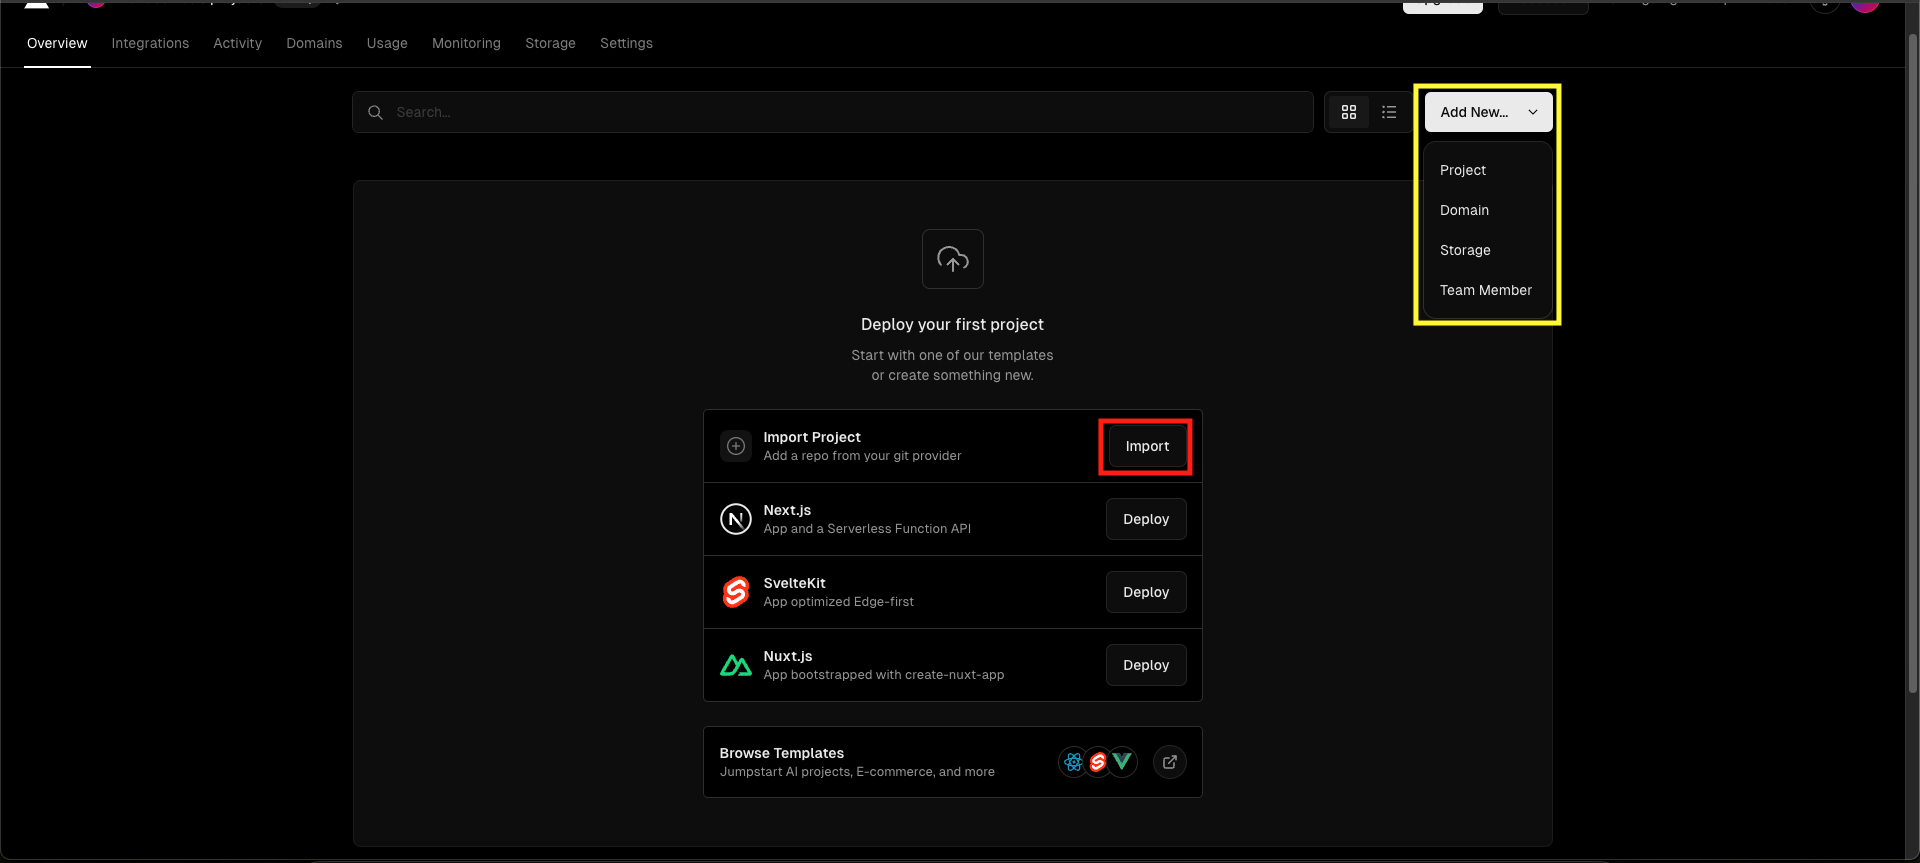 Overview Integrations Activity Domains Usage Monitoring Storage Settings
Search...
Add New...
Project
Domain
Storage
Team Member
Deploy your first project
Start with one of our templates
or create something new.
Import Project
Add a repo from your git provider
Import
Next.js
App and a Serverless Function API
Deploy
SvelteKit
App optimized Edge-first
Deploy
Nuxt.js
App bootstrapped with create-nuxt-app
Deploy
Browse Templates
Jumpstart AI projects, E-commerce, and more